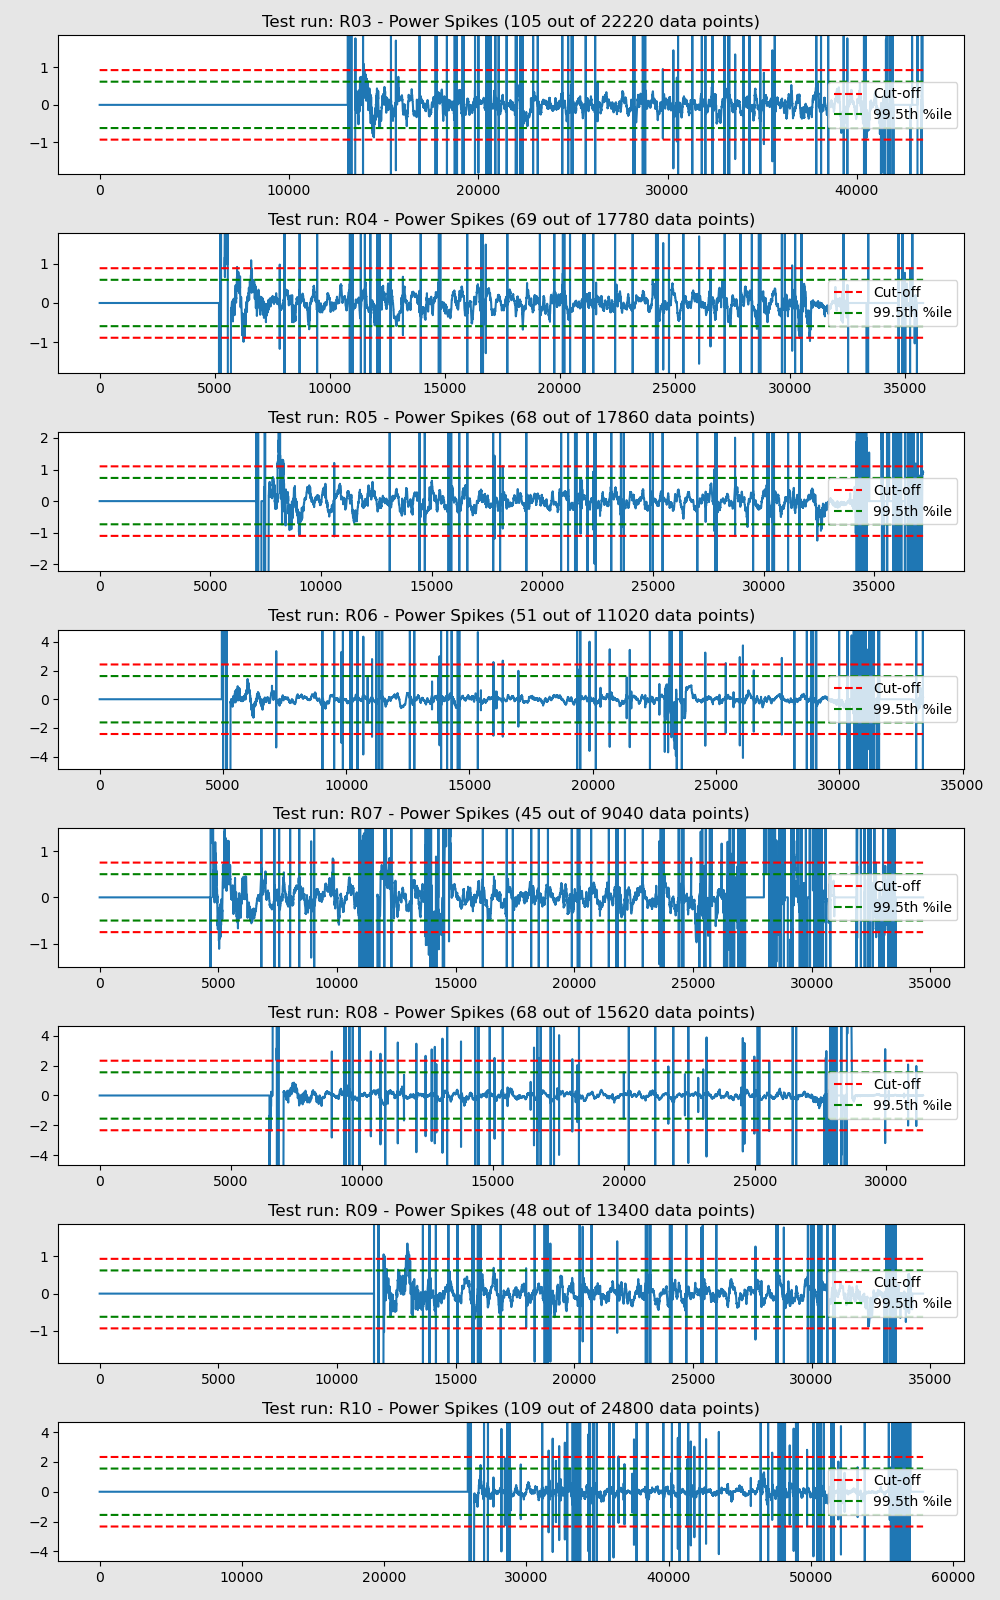 Test run: R03 - Power Spikes (105 out of 22220 data points)
1
0
−1
Cut-off
99.5th %ile
0 10000 20000 30000 40000
Test run: R04 - Power Spikes (69 out of 17780 data points)
1
0
−1
Cut-off
99.5th %ile
0 5000 10000 15000 20000 25000 30000 35000
Test run: R05 - Power Spikes (68 out of 17860 data points)
2
1
0
−1
−2
Cut-off
99.5th %ile
0 5000 10000 15000 20000 25000 30000 35000
Test run: R06 - Power Spikes (51 out of 11020 data points)
4
2
0
−2
−4
Cut-off
99.5th %ile
0 5000 10000 15000 20000 25000 30000 35000
Test run: R07 - Power Spikes (45 out of 9040 data points)
1
0
−1
Cut-off
99.5th %ile
0 5000 10000 15000 20000 25000 30000 35000
Test run: R08 - Power Spikes (68 out of 15620 data points)
4
2
0
−2
−4
Cut-off
99.5th %ile
0 5000 10000 15000 20000 25000 30000
Test run: R09 - Power Spikes (48 out of 13400 data points)
1
0
−1
Cut-off
99.5th %ile
0 5000 10000 15000 20000 25000 30000 35000
Test run: R10 - Power Spikes (109 out of 24800 data points)
4
2
0
−2
−4
Cut-off
99.5th %ile
0 10000 20000 30000 40000 50000 60000